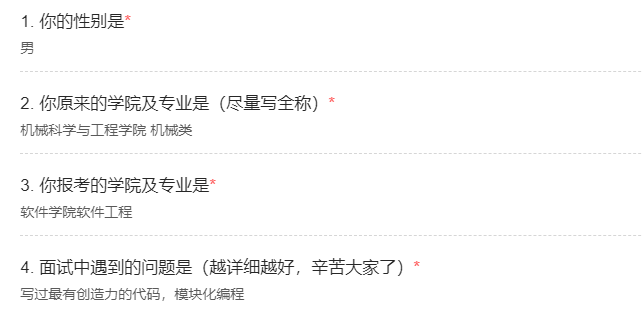 1. 你的性别是*
男
2. 你原来的学院及专业是（尽量写全称）*
机械科学与工程学院 机械类
3. 你报考的学院及专业是*
软件学院软件工程
4. 面试中遇到的问题是（越详细越好，辛苦大家了）*
写过最有创造力的代码，模块化编程